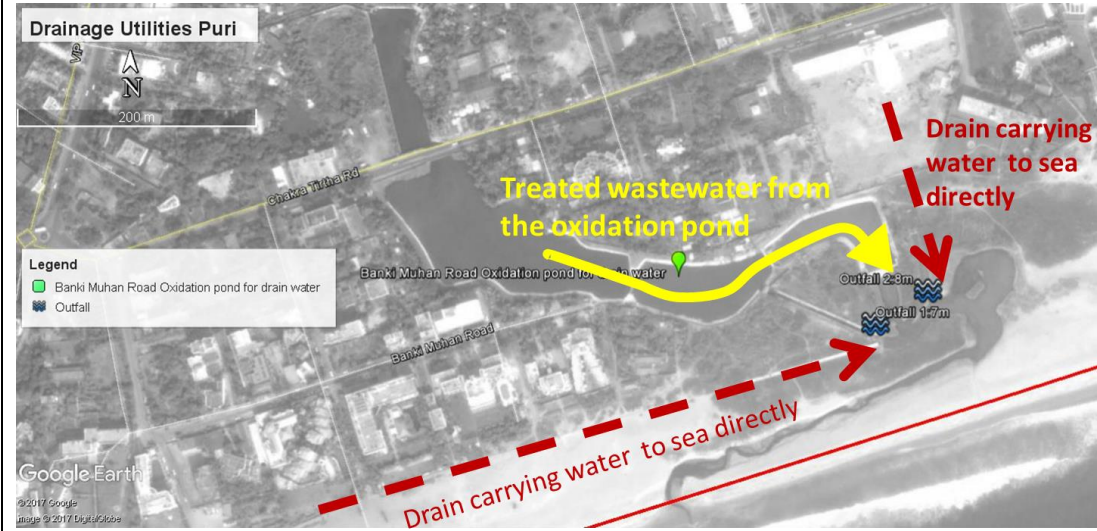 Drainage Utilities Puri
VIP
N
200 m
Chakra Tirtha Rd
Drain carrying
water to sea
directly
Treated wastewater from
the oxidation pond
Banki Muhan Road Oxidation pond for drain water
Legend
Banki Muhan Road Oxidation pond for drain water
Outfall
Outfall 2:8m
Outfall 1:7m
Banki Muhan Road
Drain carrying water to sea directly
Google Earth
©2017 Google
Image © 2017 DigitalGlobe